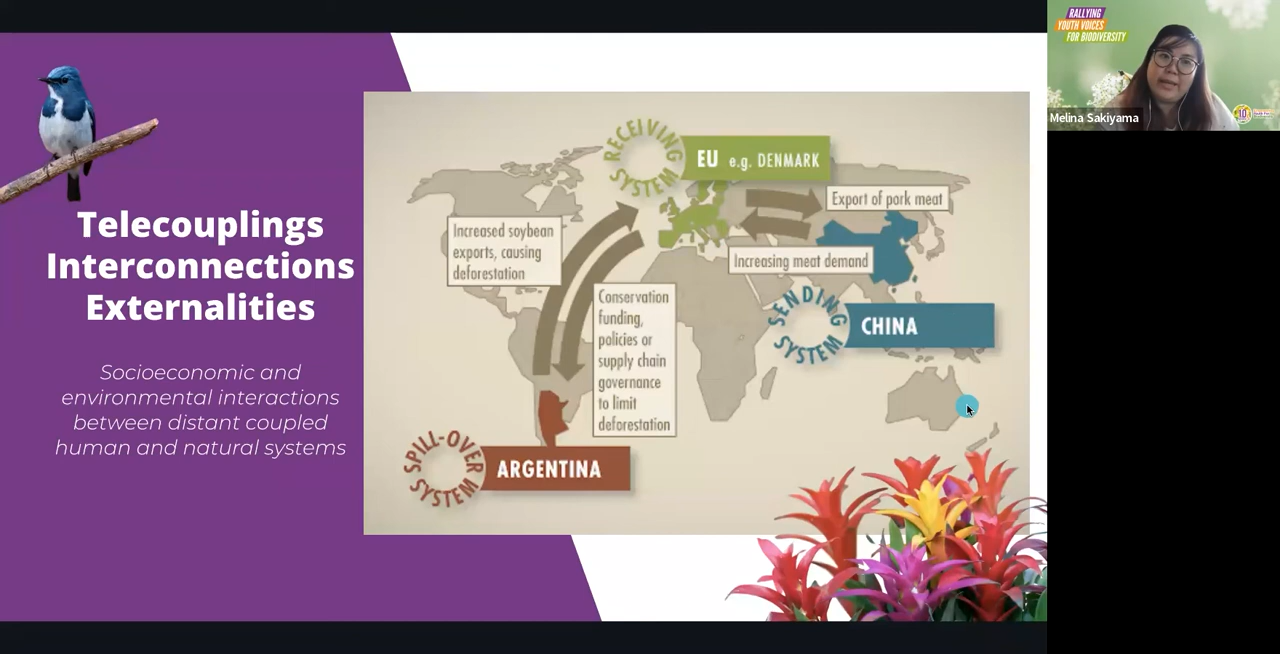 Telecouplings
Interconnections
Externalities
Socioeconomic and
environmental interactions
between distant coupled
human and natural systems
RECEIVING
SYSTEM
EU e.g. DENMARK
Export of pork meat
Increased soybean
exports, causing
deforestation
Increasing meat demand
Conservation
funding,
policies or
supply chain
governance
to limit
deforestation
SENDING
SYSTEM
CHINA
SPILL-OVER
SYSTEM
ARGENTINA
RALLYING
YOUTH VOICES
FOR BIODIVERSITY
10
Melina Sakiyama